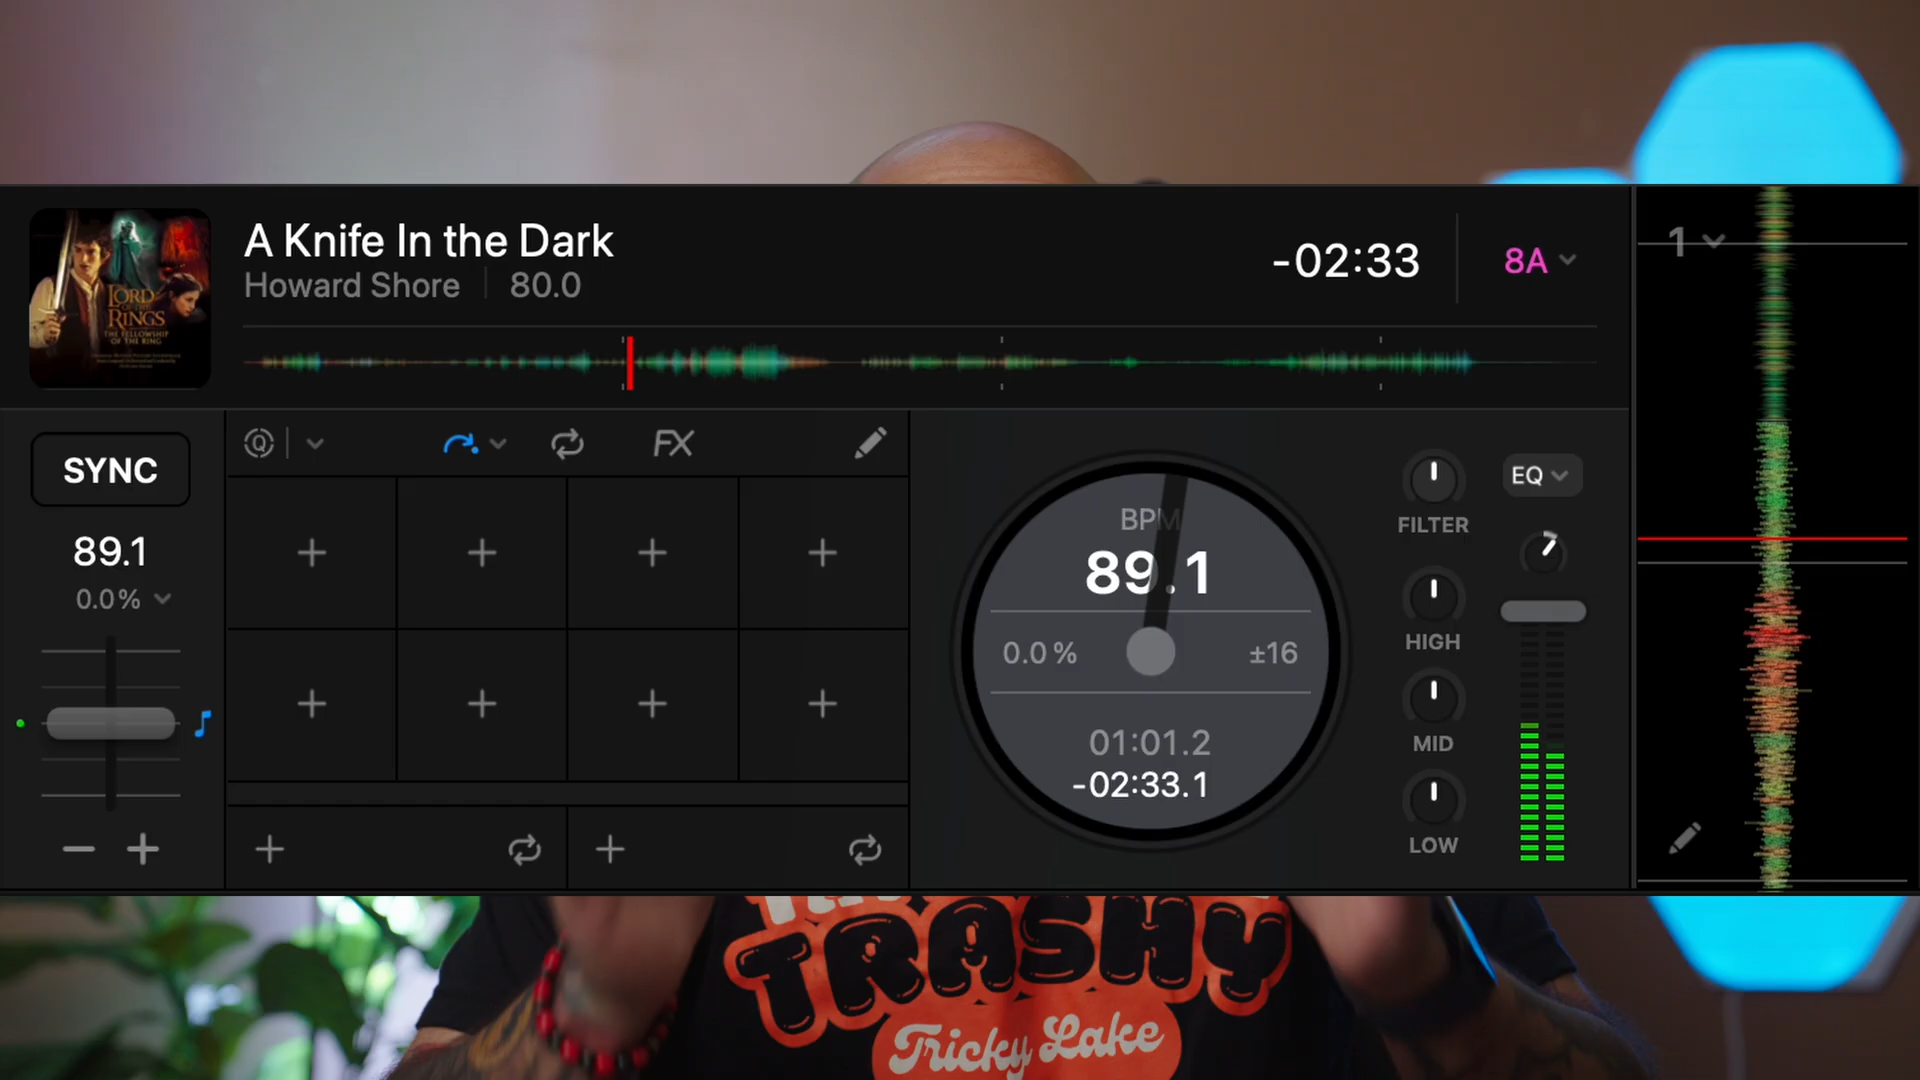 A Knife In the Dark
Howard Shore
80.0
-02:33
8A
1
LORD
OF THE
RINGS
THE FELLOWSHIP
OF THE RING
SYNC
89.1
0.0%
Q
FX
BPM
89.1
0.0%
±16
01:01.2
-02:33.1
FILTER
HIGH
MID
LOW
EQ
TRASHY
Tricky Lake